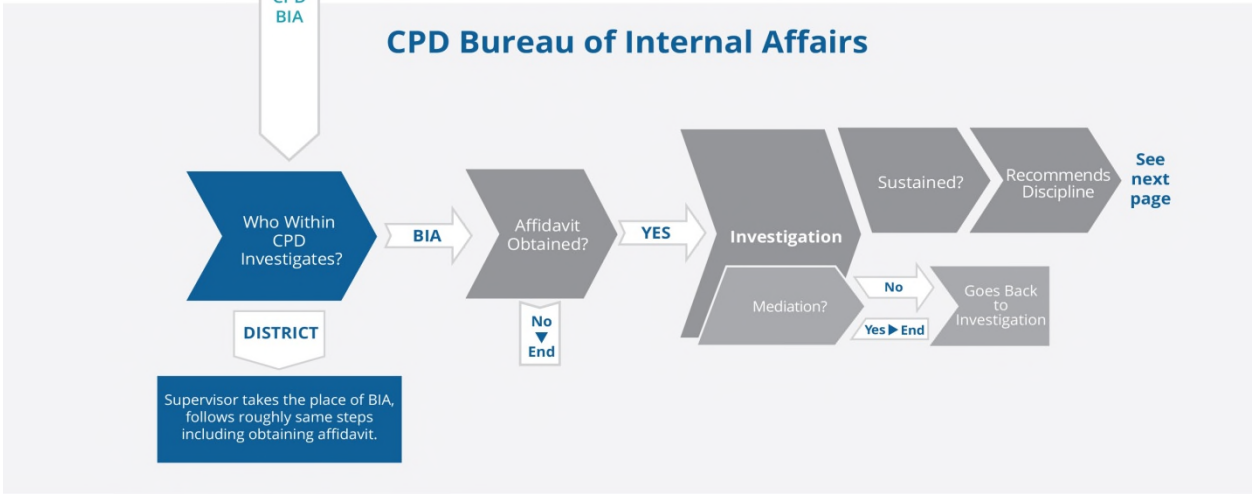 CPD
BIA
CPD Bureau of Internal Affairs
Who Within
CPD
Investigates?
BIA
Affidavit
Obtained?
YES
Investigation
Sustained?
Recommends
Discipline
See
next
page
Mediation?
No
Goes Back
to
Investigation
Yes ▶ End
No
▼
End
DISTRICT
Supervisor takes the place of BIA,
follows roughly same steps
including obtaining affidavit.